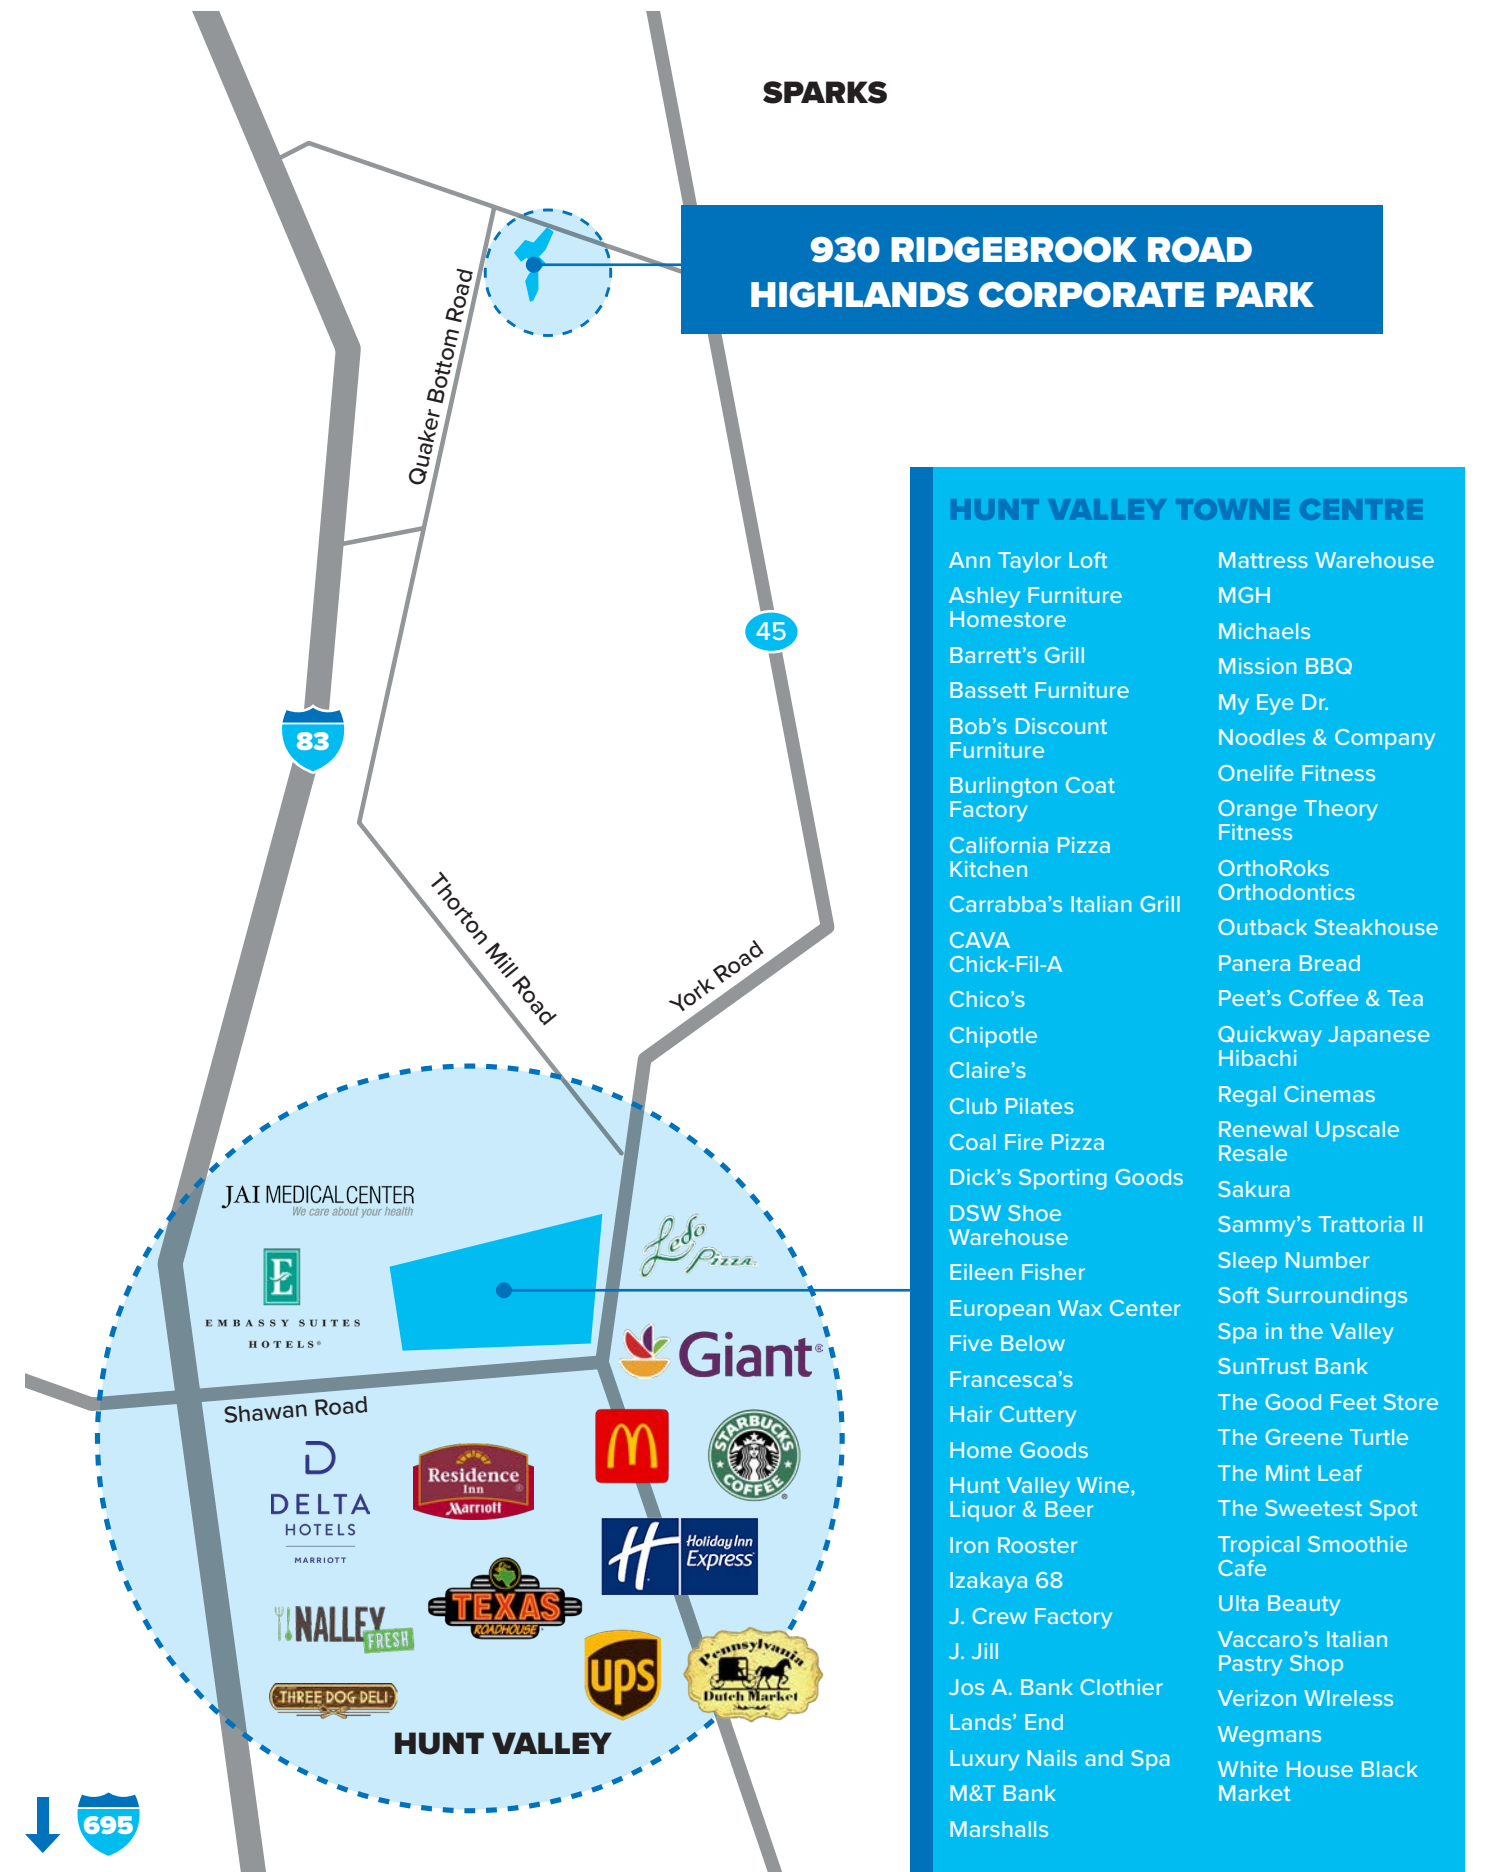 SPARKS
930 RIDGEBROOK ROAD
HIGHLANDS CORPORATE PARK
Quaker Bottom Road
45
83
Thorton Mill Road
York Road
JAI MEDICAL CENTER
We care about your health
EMBASSY SUITES
HOTELS®
Ledo
Pizza
Giant®
Shawan Road
DELTA
HOTELS
MARRIOTT
Residence
Inn
Marriott
STARBUCKS
COFFEE
Holiday Inn
Express
TEXAS
ROADHOUSE
NALLEY
FRESH
ups
Pennsylvania
Dutch Market
THREE DOG DELI
HUNT VALLEY
695
HUNT VALLEY TOWNE CENTRE
Ann Taylor Loft
Ashley Furniture
Homestore
Barrett’s Grill
Bassett Furniture
Bob’s Discount
Furniture
Burlington Coat
Factory
California Pizza
Kitchen
Carrabba’s Italian Grill
CAVA
Chick-Fil-A
Chico’s
Chipotle
Claire’s
Club Pilates
Coal Fire Pizza
Dick’s Sporting Goods
DSW Shoe
Warehouse
Eileen Fisher
European Wax Center
Five Below
Francesca’s
Hair Cuttery
Home Goods
Hunt Valley Wine,
Liquor & Beer
Iron Rooster
Izakaya 68
J. Crew Factory
J. Jill
Jos A. Bank Clothier
Lands’ End
Luxury Nails and Spa
M&T Bank
Marshalls
Mattress Warehouse
MGH
Michaels
Mission BBQ
My Eye Dr.
Noodles & Company
Onelife Fitness
Orange Theory
Fitness
OrthoRoks
Orthodontics
Outback Steakhouse
Panera Bread
Peet’s Coffee & Tea
Quickway Japanese
Hibachi
Regal Cinemas
Renewal Upscale
Resale
Sakura
Sammy’s Trattoria II
Sleep Number
Soft Surroundings
Spa in the Valley
SunTrust Bank
The Good Feet Store
The Greene Turtle
The Mint Leaf
The Sweetest Spot
Tropical Smoothie
Cafe
Ulta Beauty
Vaccaro’s Italian
Pastry Shop
Verizon WIreless
Wegmans
White House Black
Market